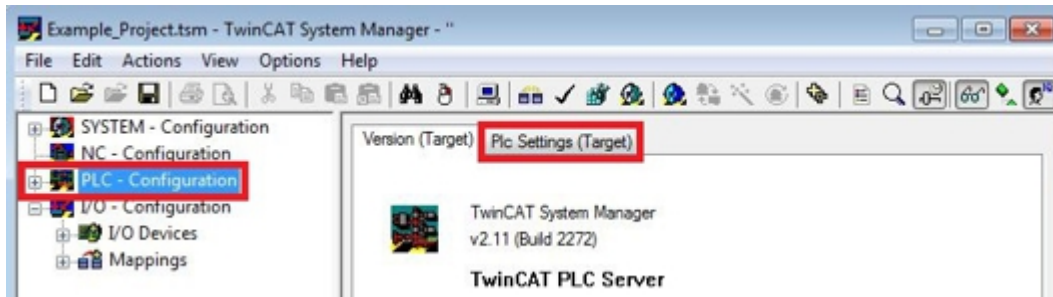 Example_Project.tsm - TwinCAT System Manager - ''
File Edit Actions View Options Help
SYSTEM - Configuration
NC - Configuration
PLC - Configuration
I/O - Configuration
I/O Devices
Mappings
Version (Target) Plc Settings (Target)
TwinCAT System Manager
v2.11 (Build 2272)
TwinCAT PLC Server